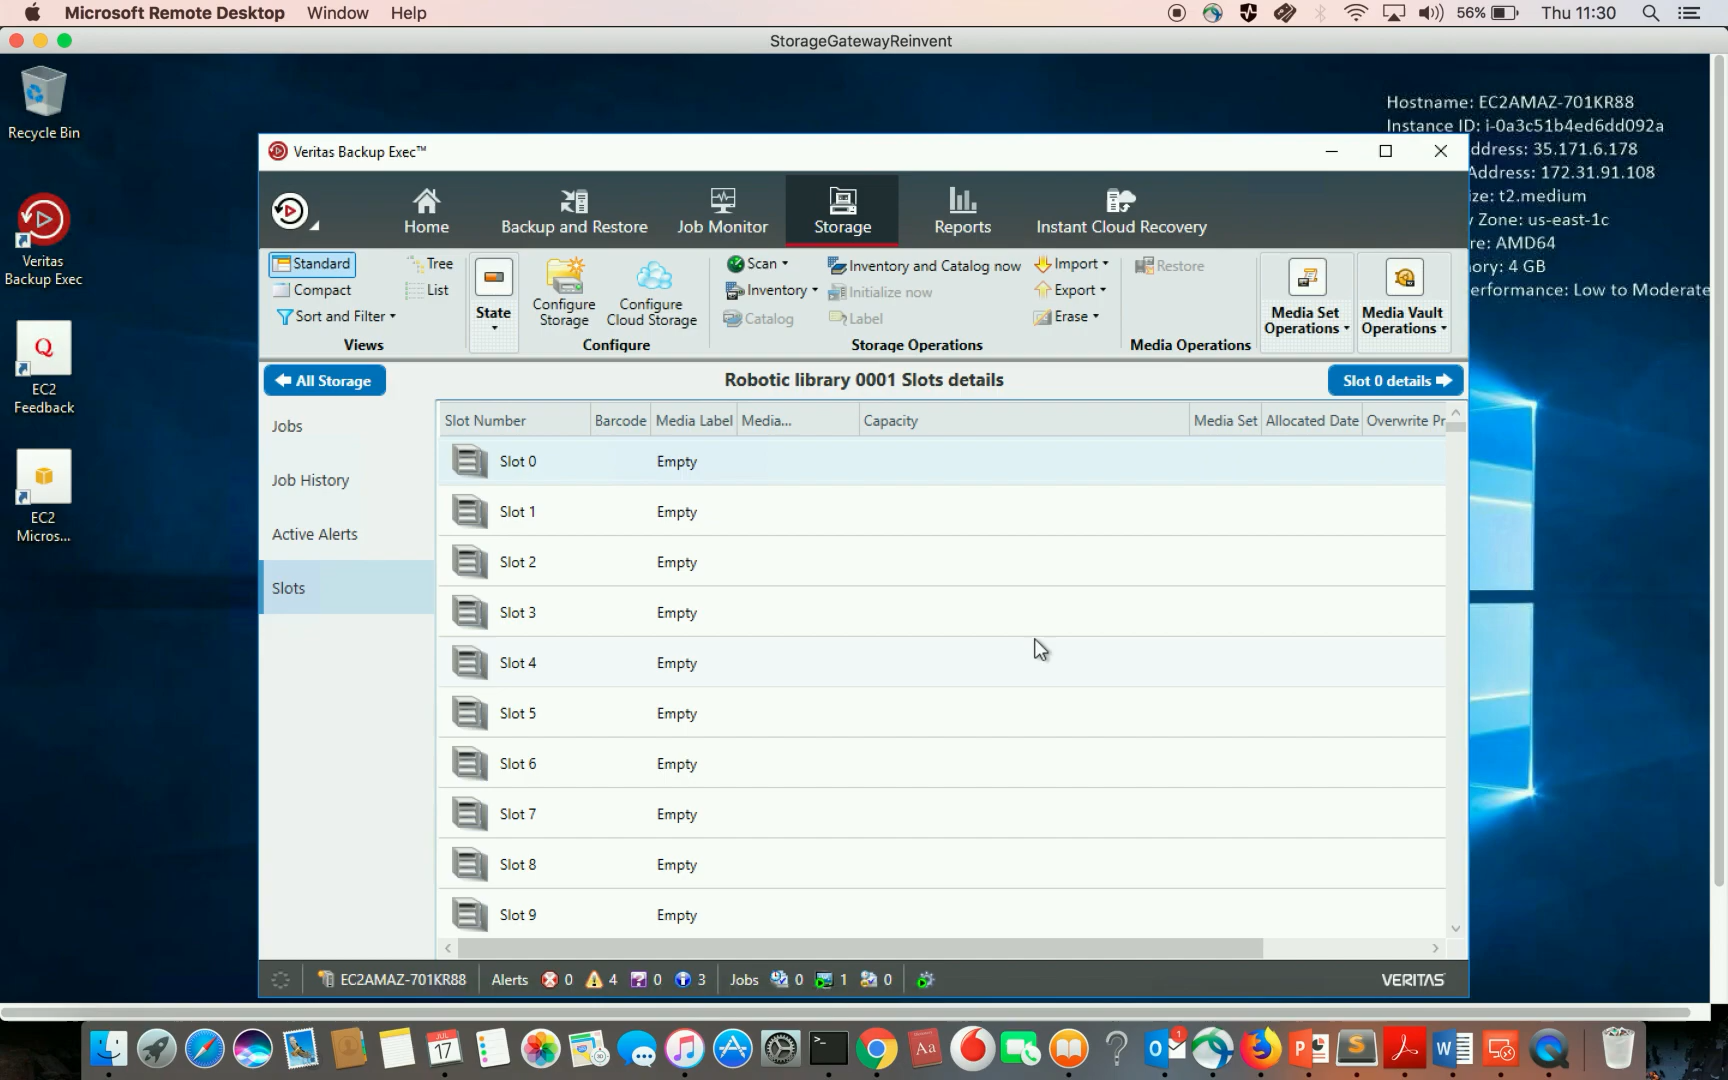 Microsoft Remote Desktop Window Help 56% Thu 11:30
StorageGatewayReinvent
Recycle Bin
Veritas
Backup Exec
Q
EC2
Feedback
EC2
Micros...
Hostname: EC2AMAZ-701KR88
Instance ID: i-0a3c51b4ed6dd092a
ddress: 35.171.6.178
Address: 172.31.91.108
ize: t2.medium
y Zone: us-east-1c
re: AMD64
ory: 4 GB
erformance: Low to Moderate
Veritas Backup Exec™
Home Backup and Restore Job Monitor Storage Reports Instant Cloud Recovery
Standard Tree
Compact List
Sort and Filter
Views
State
Configure Storage
Configure Cloud Storage
Configure
Scan Inventory and Catalog now Import
Inventory Initialize now Export
Catalog Label Erase
Storage Operations
Restore
Media Operations
Media Set Operations
Media Vault Operations
All Storage Robotic library 0001 Slots details Slot 0 details
Jobs
Job History
Active Alerts
Slots
Slot Number Barcode Media Label Media... Capacity Media Set Allocated Date Overwrite Pr
Slot 0 Empty
Slot 1 Empty
Slot 2 Empty
Slot 3 Empty
Slot 4 Empty
Slot 5 Empty
Slot 6 Empty
Slot 7 Empty
Slot 8 Empty
Slot 9 Empty
EC2AMAZ-701KR88 Alerts 0 4 0 3 Jobs 0 1 0 VERITAS
JUL
17
30
>_
Aa
?
O
1
P
S
W